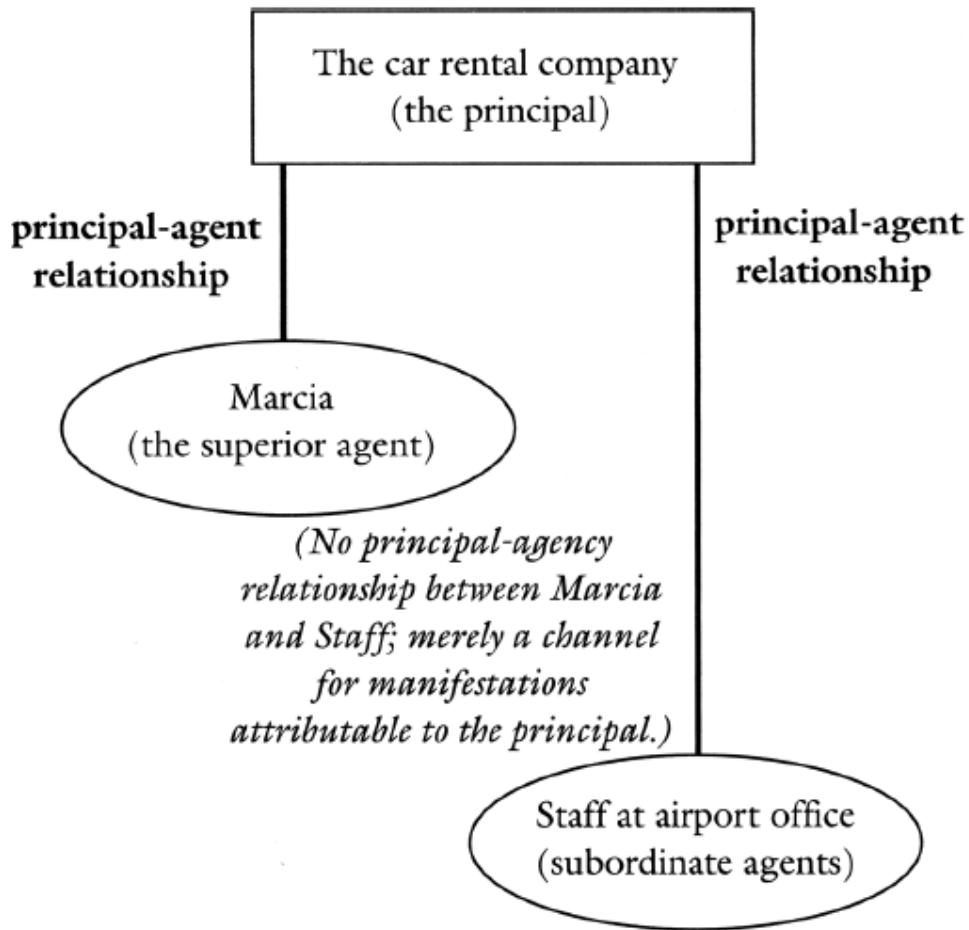 The car rental company
(the principal)
principal-agent
relationship
principal-agent
relationship
Marcia
(the superior agent)
(No principal-agency
relationship between Marcia
and Staff; merely a channel
for manifestations
attributable to the principal.)
Staff at airport office
(subordinate agents)